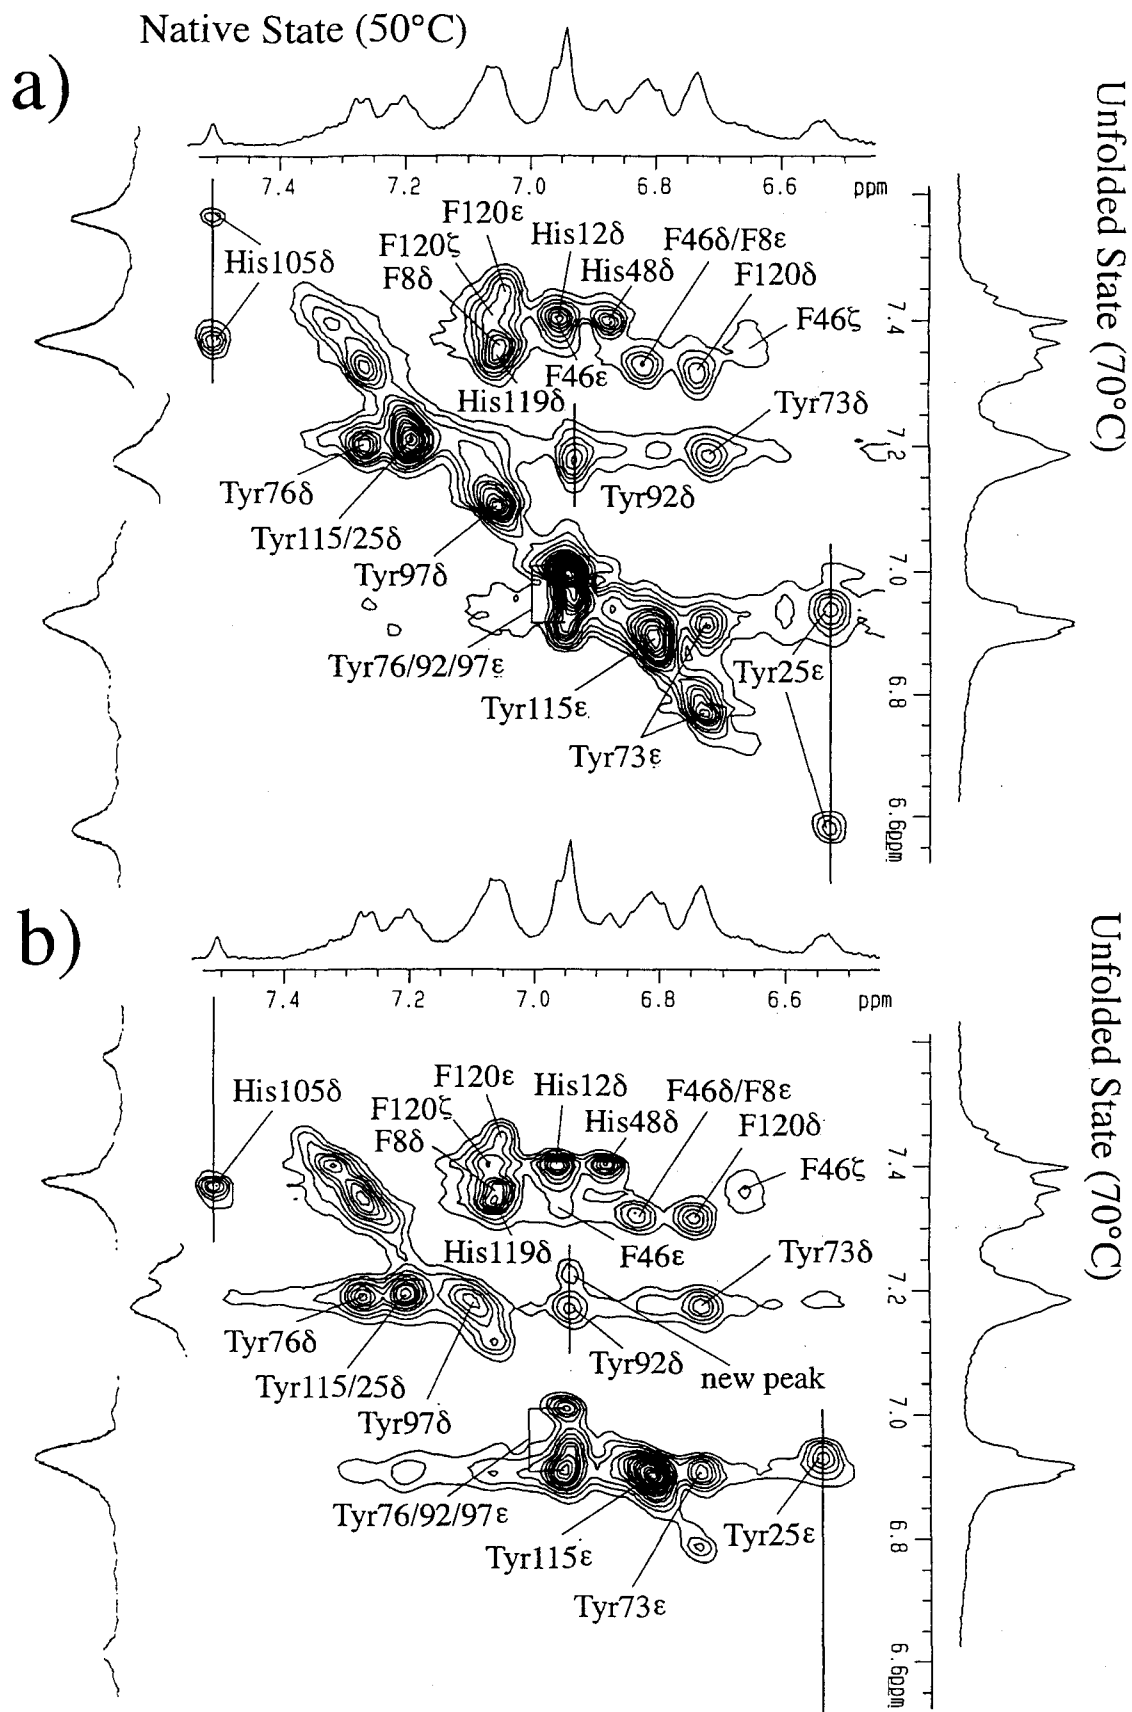 Native State (50°C)
a)
Unfolded State (70°C)
7.4 7.2 7.0 6.8 6.6 ppm
F120ε
F120ζ
F8δ
His12δ
His48δ
F46δ/F8ε
F120δ
F46ζ
His105δ
F46ε
His119δ
Tyr73δ
Tyr92δ
Tyr76δ
Tyr115/25δ
Tyr97δ
Tyr76/92/97ε
Tyr115ε
Tyr73ε
Tyr25ε
7.4
7.2
7.0
6.8
6.6ppm
b)
Unfolded State (70°C)
7.4 7.2 7.0 6.8 6.6 ppm
His105δ
F120ε
F120ζ
F8δ
His12δ
His48δ
F46δ/F8ε
F120δ
F46ζ
His119δ
F46ε
Tyr73δ
Tyr76δ
Tyr92δ
new peak
Tyr115/25δ
Tyr97δ
Tyr76/92/97ε
Tyr115ε
Tyr25ε
Tyr73ε
7.4
7.2
7.0
6.8
6.6ppm